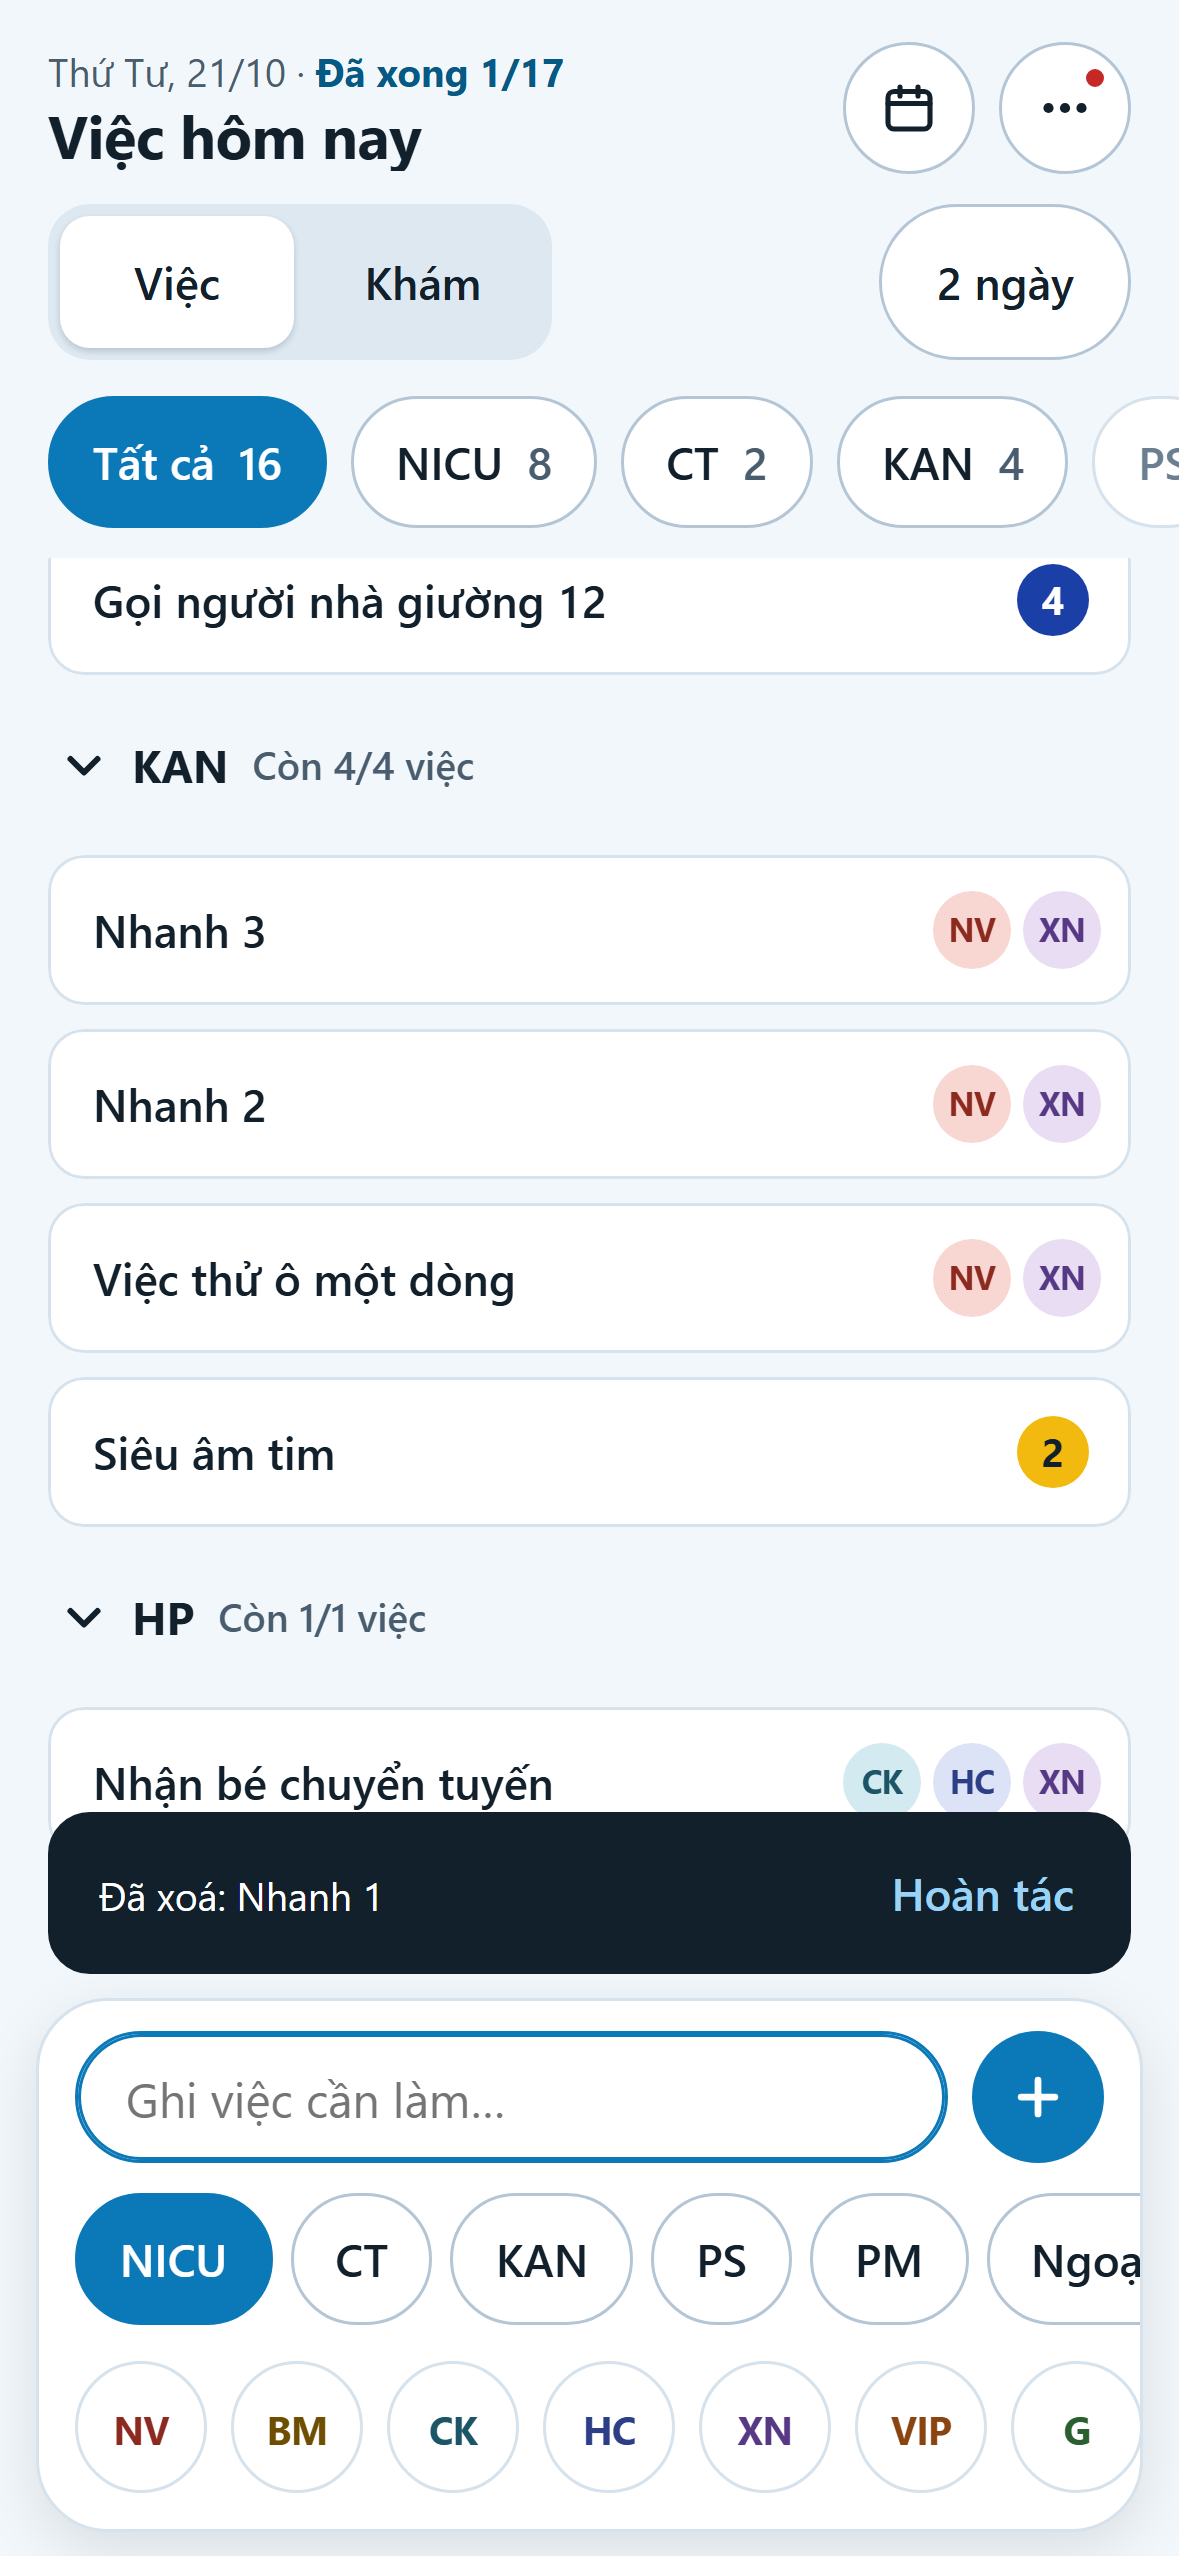 Thứ Tư, 21/10 · Đã xong 1/17
Việc hôm nay
Việc Khám 2 ngày
Tất cả 16 NICU 8 CT 2 KAN 4 PS
Gọi người nhà giường 12 4
KAN Còn 4/4 việc
Nhanh 3 NV XN
Nhanh 2 NV XN
Việc thử ô một dòng NV XN
Siêu âm tim 2
HP Còn 1/1 việc
Nhận bé chuyển tuyến CK HC XN
Đã xoá: Nhanh 1 Hoàn tác
Ghi việc cần làm...
NICU CT KAN PS PM Ngoạ
NV BM CK HC XN VIP G